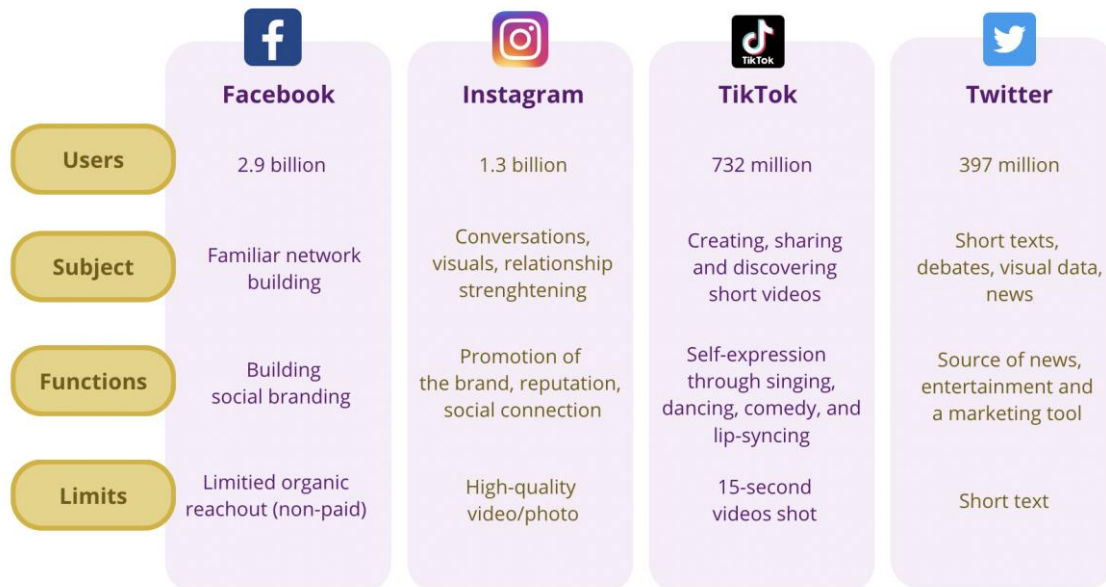 TikTok
Facebook
Instagram
TikTok
Twitter
Users
2.9 billion
1.3 billion
732 million
397 million
Subject
Familiar network
building
Conversations,
visuals, relationship
strenghtening
Creating, sharing
and discovering
short videos
Short texts,
debates, visual data,
news
Functions
Building
social branding
Promotion of
the brand, reputation,
social connection
Self-expression
through singing,
dancing, comedy, and
lip-syncing
Source of news,
entertainment and
a marketing tool
Limits
Limitied organic
reachout (non-paid)
High-quality
video/photo
15-second
videos shot
Short text